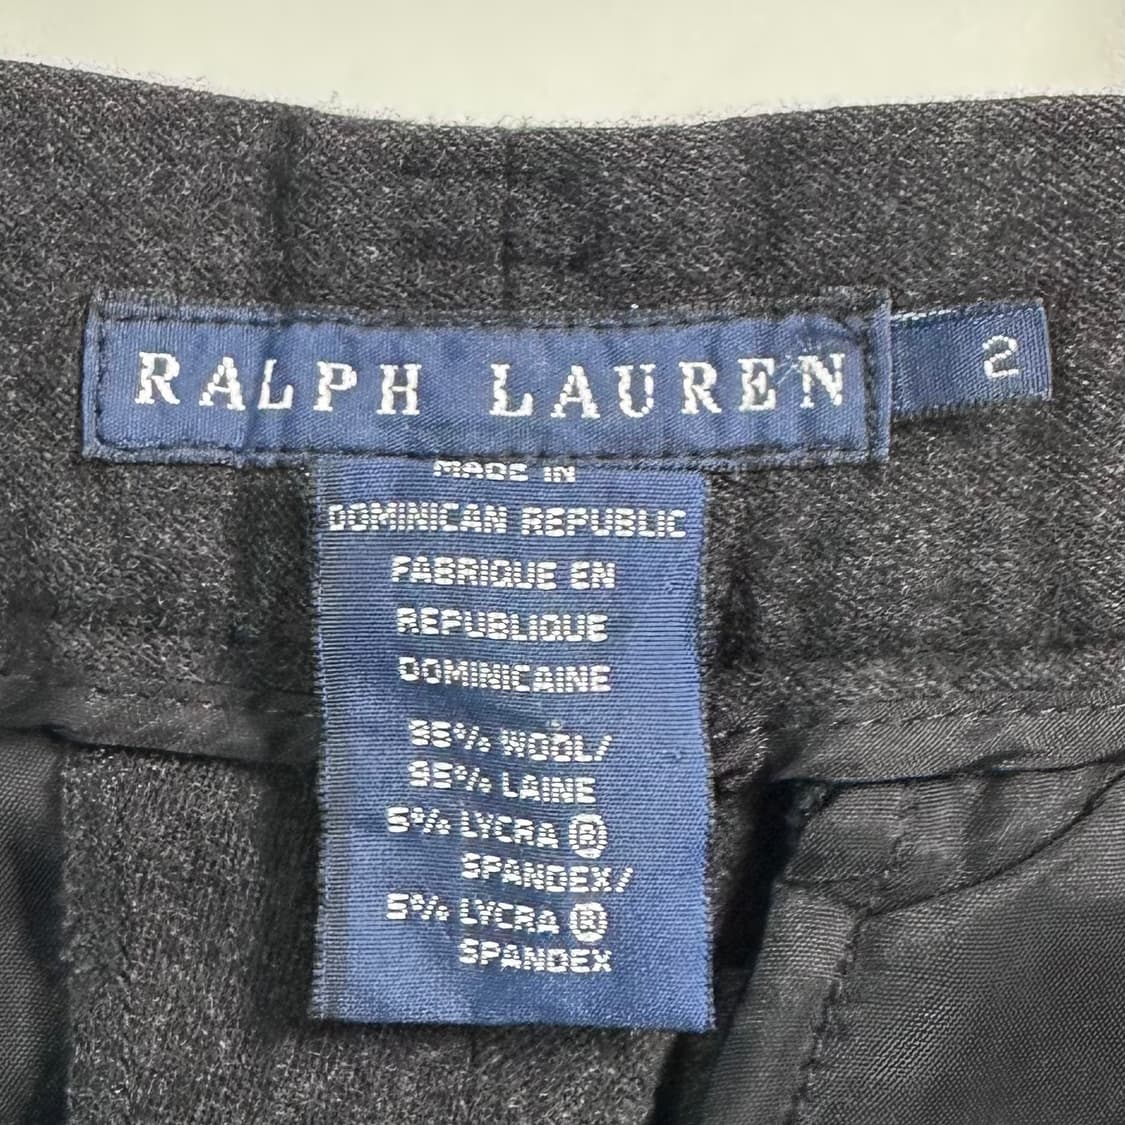 RALPH LAUREN
2
MADE IN
DOMINICAN REPUBLIC
FABRIQUE EN
REPUBLIQUE
DOMINICAINE
95% WOOL/
95% LAINE
5% LYCRA ®
SPANDEX/
5% LYCRA ®
SPANDEX